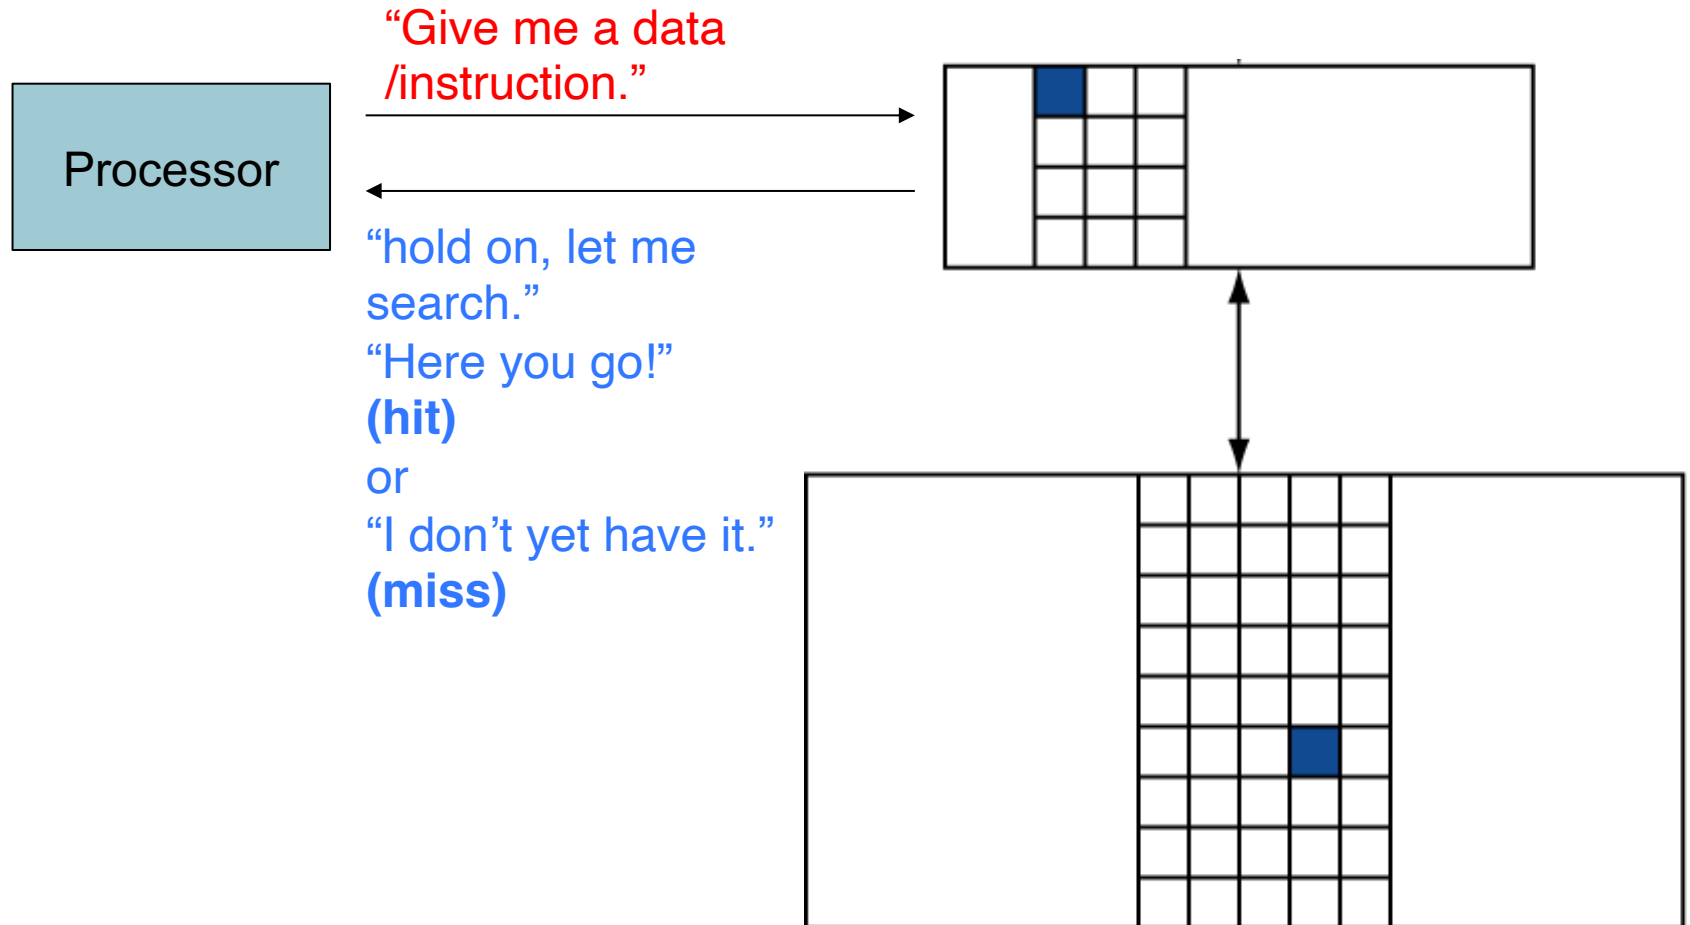 “Give me a data
/instruction.”
Processor
“hold on, let me
search.”
“Here you go!”
(hit)
or
“I don’t yet have it.”
(miss)